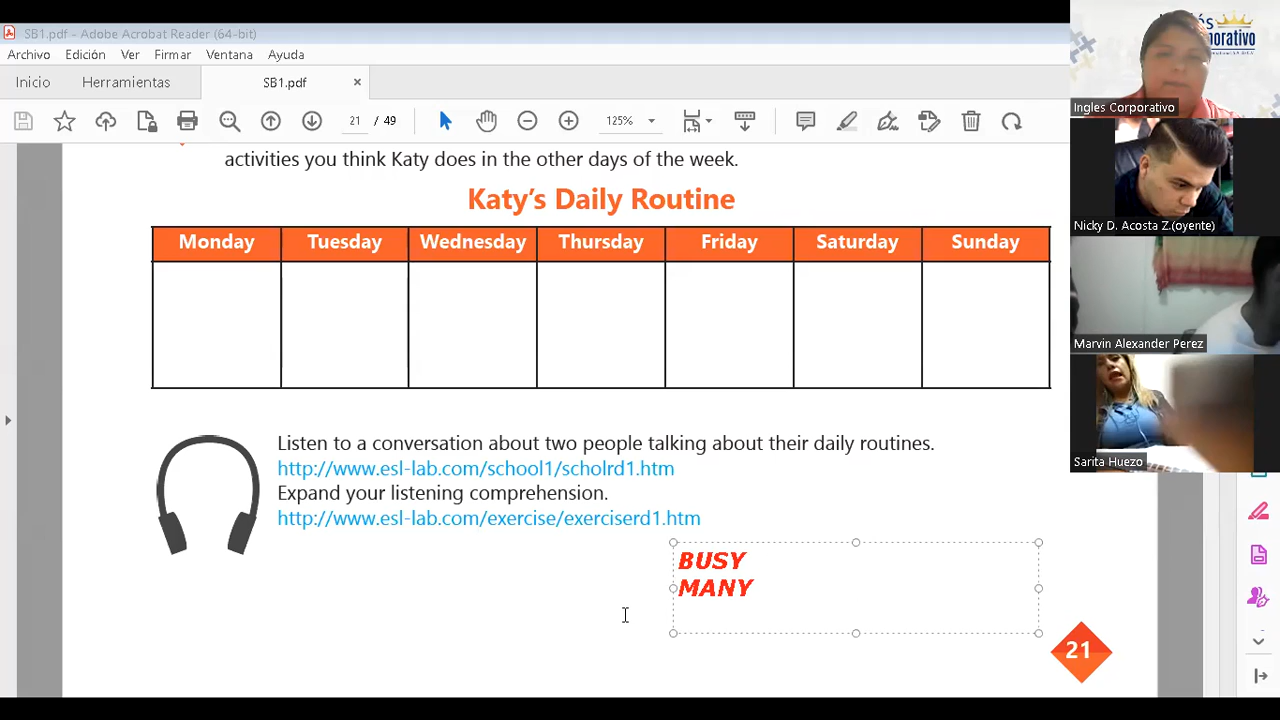 SB1.pdf - Adobe Acrobat Reader (64-bit)
Archivo Edición Ver Firmar Ventana Ayuda
Inicio Herramientas SB1.pdf ×
21 / 49 125%
activities you think Katy does in the other days of the week.
Katy's Daily Routine
Monday Tuesday Wednesday Thursday Friday Saturday Sunday
Listen to a conversation about two people talking about their daily routines.
http://www.esl-lab.com/school1/scholrd1.htm
Expand your listening comprehension.
http://www.esl-lab.com/exercise/exerciserd1.htm
BUSY
MANY
21
Ingles Corporativo
Nicky D. Acosta Z.(oyente)
Marvin Alexander Perez
Sarita Huezo